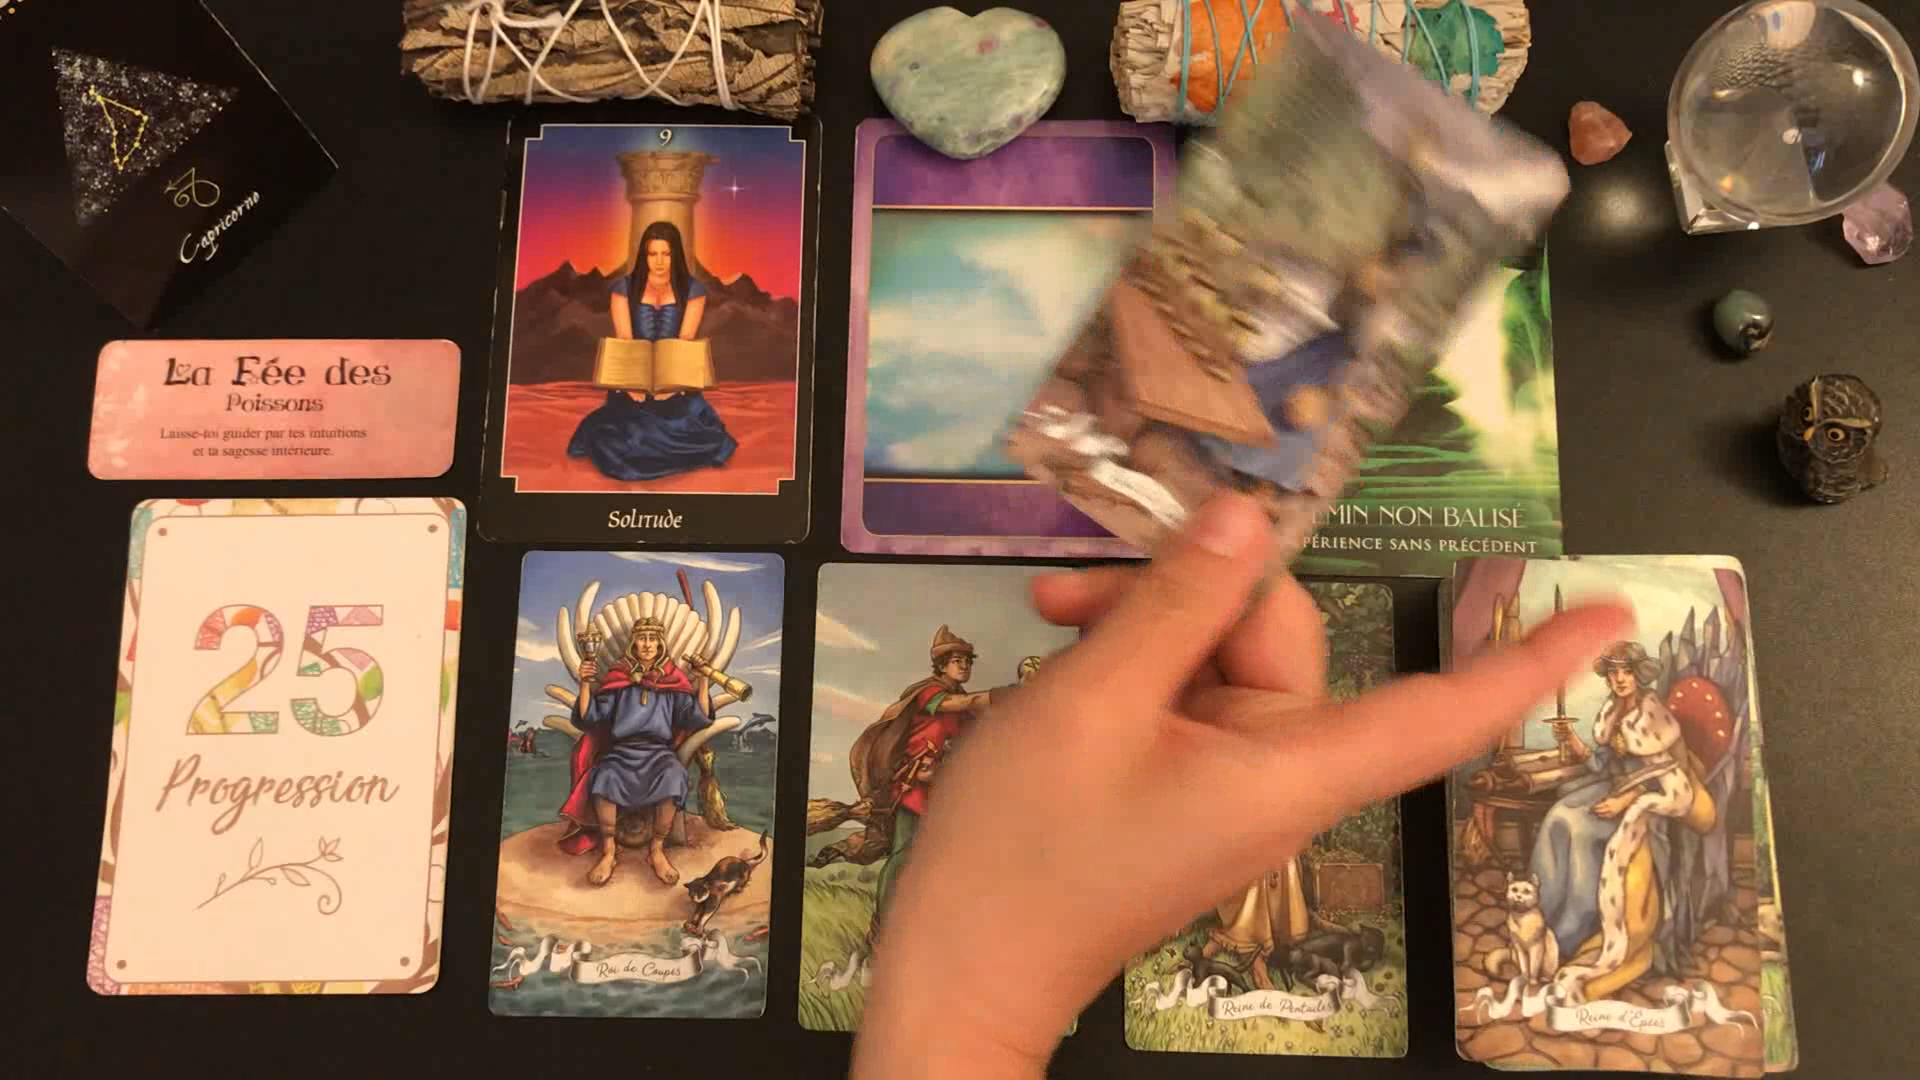 Capricorno
La Fée des
Poissons
Laisse-toi guider par tes intuitions
et ta sagesse intérieure.
9
Solitude
MIN NON BALISÉ
PÉRIENCE SANS PRÉCÉDENT
25
Progression
Roi de Coupes
Reine de Pentacles
Reine d'Épées